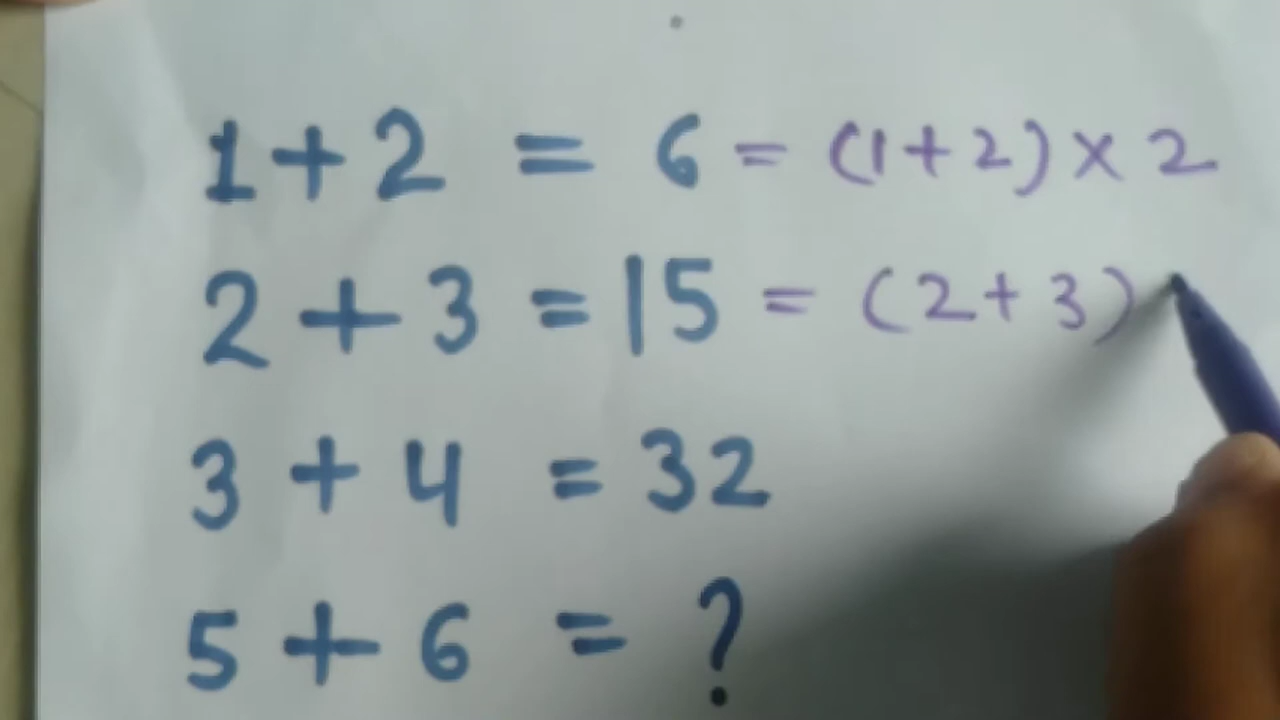 1 + 2 = 6 = (1 + 2) × 2
2 + 3 = 15 = (2 + 3)
3 + 4 = 32
5 + 6 = ?